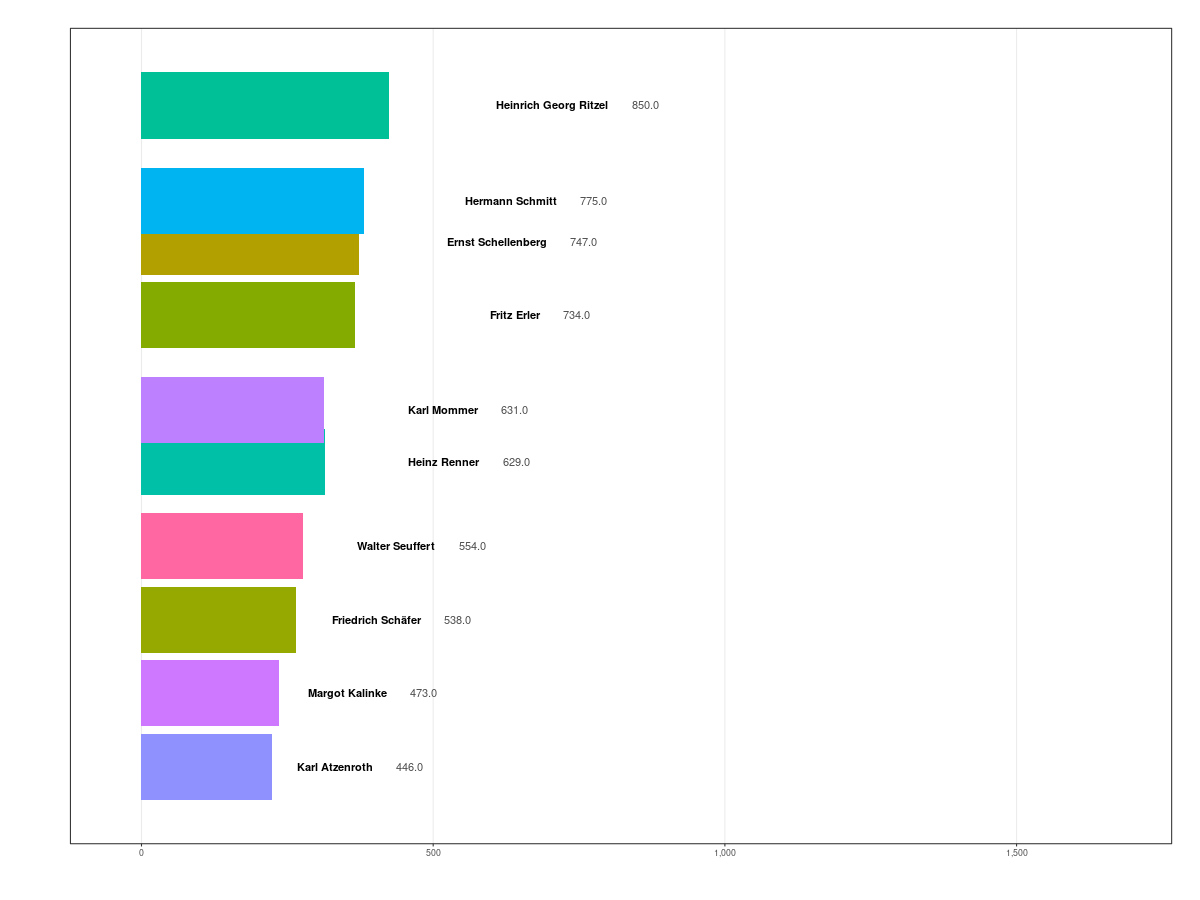 Heinrich Georg Ritzel 850.0
Hermann Schmitt 775.0
Ernst Schellenberg 747.0
Fritz Erler 734.0
Karl Mommer 631.0
Heinz Renner 629.0
Walter Seuffert 554.0
Friedrich Schäfer 538.0
Margot Kalinke 473.0
Karl Atzenroth 446.0
0 500 1,000 1,500